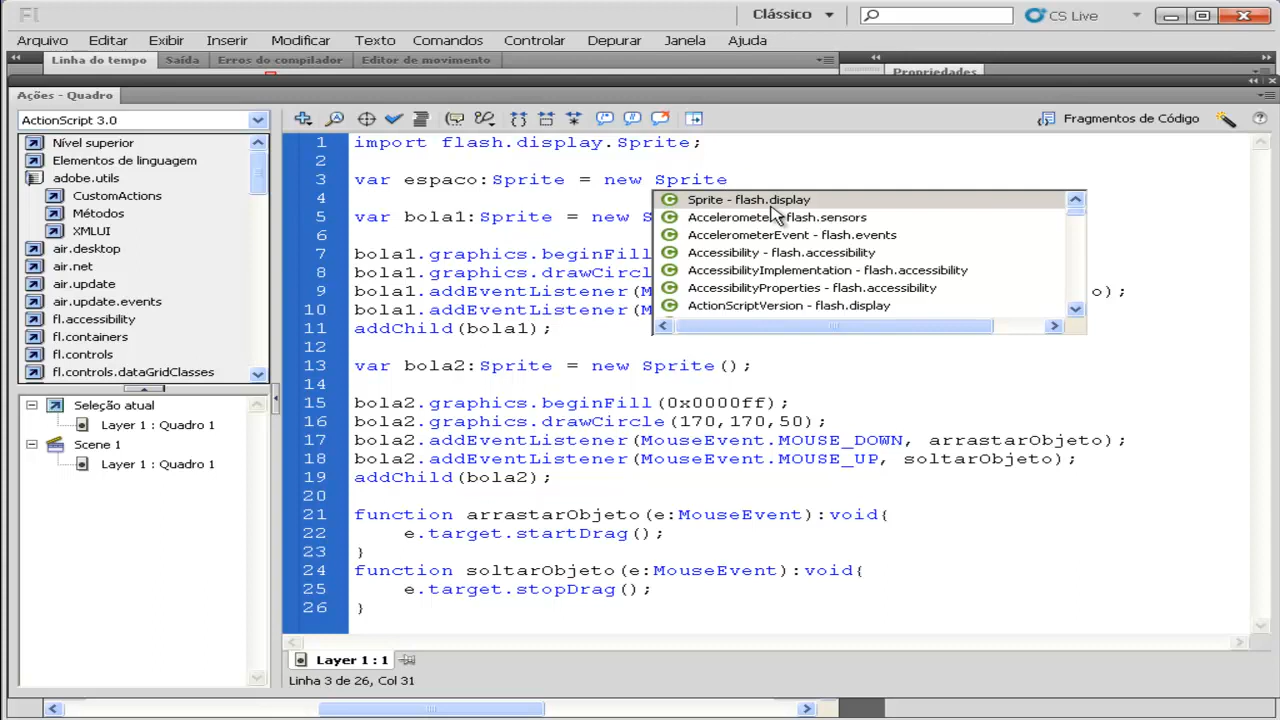 Fl Clássico CS Live
Arquivo Editar Exibir Inserir Modificar Texto Comandos Controlar Depurar Janela Ajuda
Linha do tempo Saída Erros do compilador Editor de movimento Propriedades
Ações - Quadro
ActionScript 3.0
Fragmentos de Código
Nível superior
Elementos de linguagem
adobe.utils
CustomActions
Métodos
XMLUI
air.desktop
air.net
air.update
air.update.events
fl.accessibility
fl.containers
fl.controls
fl.controls.dataGridClasses
Seleção atual
Layer 1 : Quadro 1
Scene 1
Layer 1 : Quadro 1
1 import flash.display.Sprite;
2
3 var espaco:Sprite = new Sprite
4
5 var bola1:Sprite = new S
6
7 bola1.graphics.beginFill
8 bola1.graphics.drawCircle
9 bola1.addEventListener(M o);
10 bola1.addEventListener(M
11 addChild(bola1);
12
13 var bola2:Sprite = new Sprite();
14
15 bola2.graphics.beginFill(0x0000ff);
16 bola2.graphics.drawCircle(170,170,50);
17 bola2.addEventListener(MouseEvent.MOUSE_DOWN, arrastarObjeto);
18 bola2.addEventListener(MouseEvent.MOUSE_UP, soltarObjeto);
19 addChild(bola2);
20
21 function arrastarObjeto(e:MouseEvent):void{
22 e.target.startDrag();
23 }
24 function soltarObjeto(e:MouseEvent):void{
25 e.target.stopDrag();
26 }
Sprite - flash.display
Accelerometer - flash.sensors
AccelerometerEvent - flash.events
Accessibility - flash.accessibility
AccessibilityImplementation - flash.accessibility
AccessibilityProperties - flash.accessibility
ActionScriptVersion - flash.display
Layer 1 : 1
Linha 3 de 26, Col 31